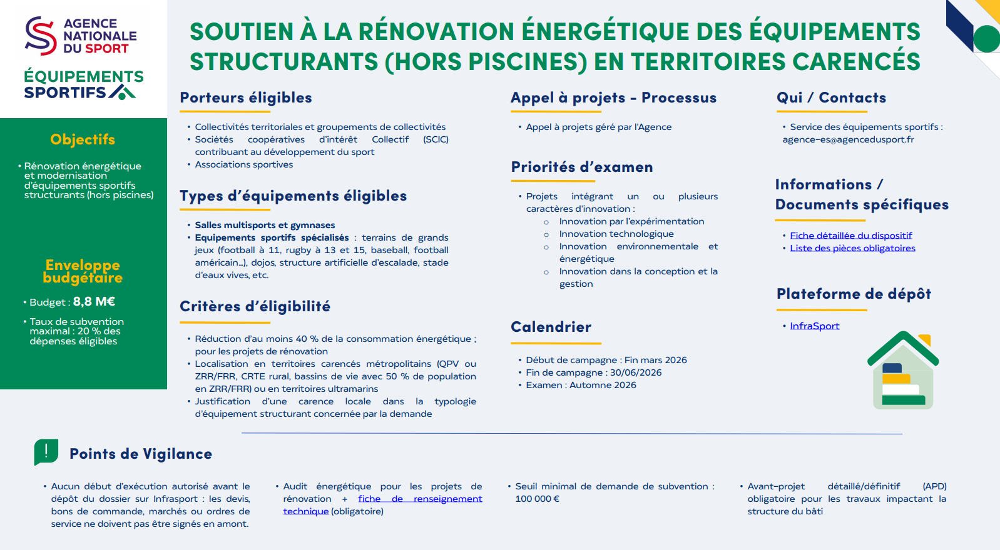 AGENCE
NATIONALE
DU SPORT
ÉQUIPEMENTS
SPORTIFS
SOUTIEN À LA RÉNOVATION ÉNERGÉTIQUE DES ÉQUIPEMENTS
STRUCTURANTS (HORS PISCINES) EN TERRITOIRES CARENCÉS
Objectifs
• Rénovation énergétique
et modernisation
d'équipements sportifs
structurants (hors piscines)
Enveloppe
budgétaire
• Budget : 8,8 M€
• Taux de subvention
maximal : 20 % des
dépenses éligibles
Porteurs éligibles
• Collectivités territoriales et groupements de collectivités
• Sociétés coopératives d'intérêt Collectif (SCIC)
contribuant au développement du sport
• Associations sportives
Types d'équipements éligibles
• Salles multisports et gymnases
• Equipements sportifs spécialisés : terrains de grands
jeux (football à 11, rugby à 13 et 15, baseball, football
américain…), dojos, structure artificielle d'escalade, stade
d'eaux vives, etc.
Critères d'éligibilité
• Réduction d'au moins 40 % de la consommation énergétique ;
pour les projets de rénovation
• Localisation en territoires carencés métropolitains (QPV ou
ZRR/FRR, CRTE rural, bassins de vie avec 50 % de population
en ZRR/FRR) ou en territoires ultramarins
• Justification d'une carence locale dans la typologie
d'équipement structurant concernée par la demande
Appel à projets - Processus
• Appel à projets géré par l'Agence
Priorités d'examen
• Projets intégrant un ou plusieurs
caractères d'innovation :
o Innovation par l'expérimentation
o Innovation technologique
o Innovation environnementale et
énergétique
o Innovation dans la conception et la
gestion
Calendrier
• Début de campagne : Fin mars 2026
• Fin de campagne : 30/06/2026
• Examen : Automne 2026
Qui / Contacts
• Service des équipements sportifs :
agence-es@agencedusport.fr
Informations /
Documents spécifiques
• Fiche détaillée du dispositif
• Liste des pièces obligatoires
Plateforme de dépôt
• InfraSport
! Points de Vigilance
• Aucun début d'exécution autorisé avant le
dépôt du dossier sur Infrasport : les devis,
bons de commande, marchés ou ordres de
service ne doivent pas être signés en amont.
• Audit énergétique pour les projets de
rénovation + fiche de renseignement
technique (obligatoire)
• Seuil minimal de demande de subvention :
100 000 €
• Avant-projet détaillé/définitif (APD)
obligatoire pour les travaux impactant la
structure du bâti